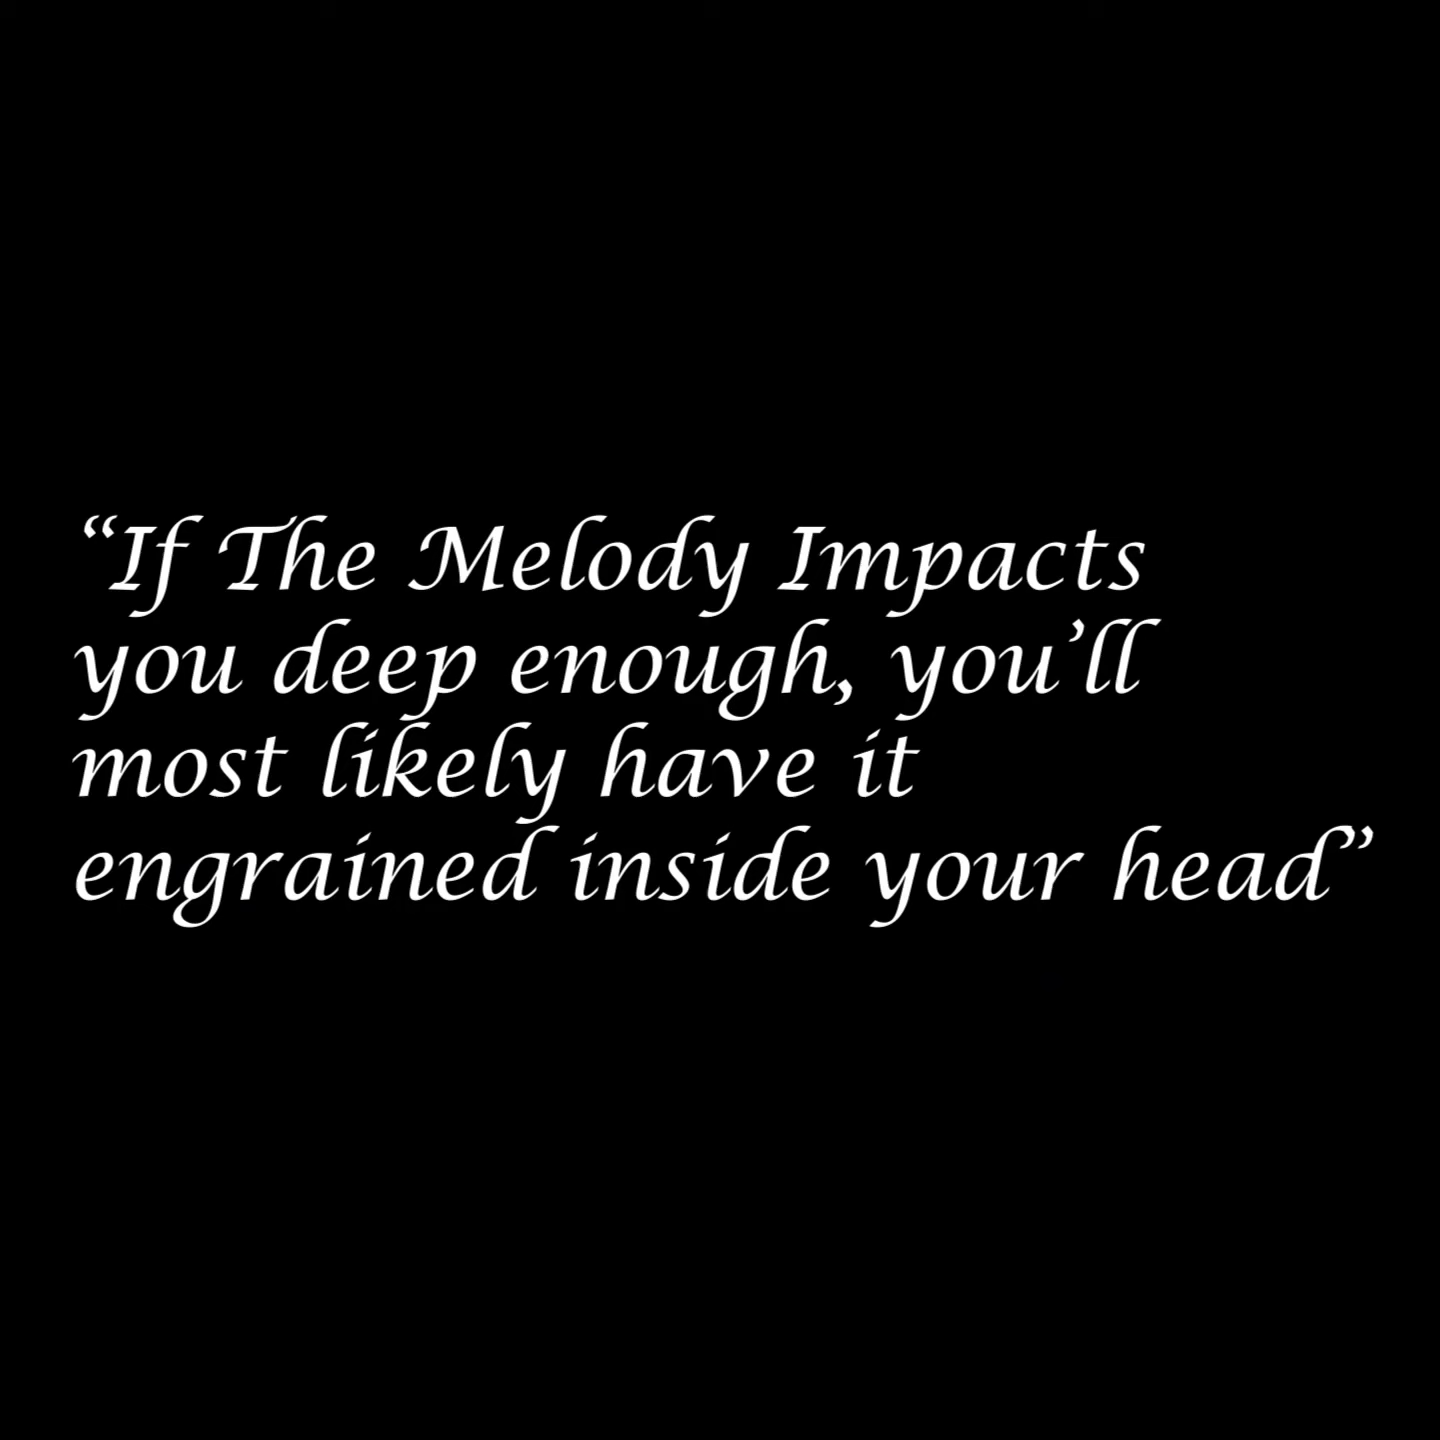 “If The Melody Impacts
you deep enough, you’ll
most likely have it
engrained inside your head”